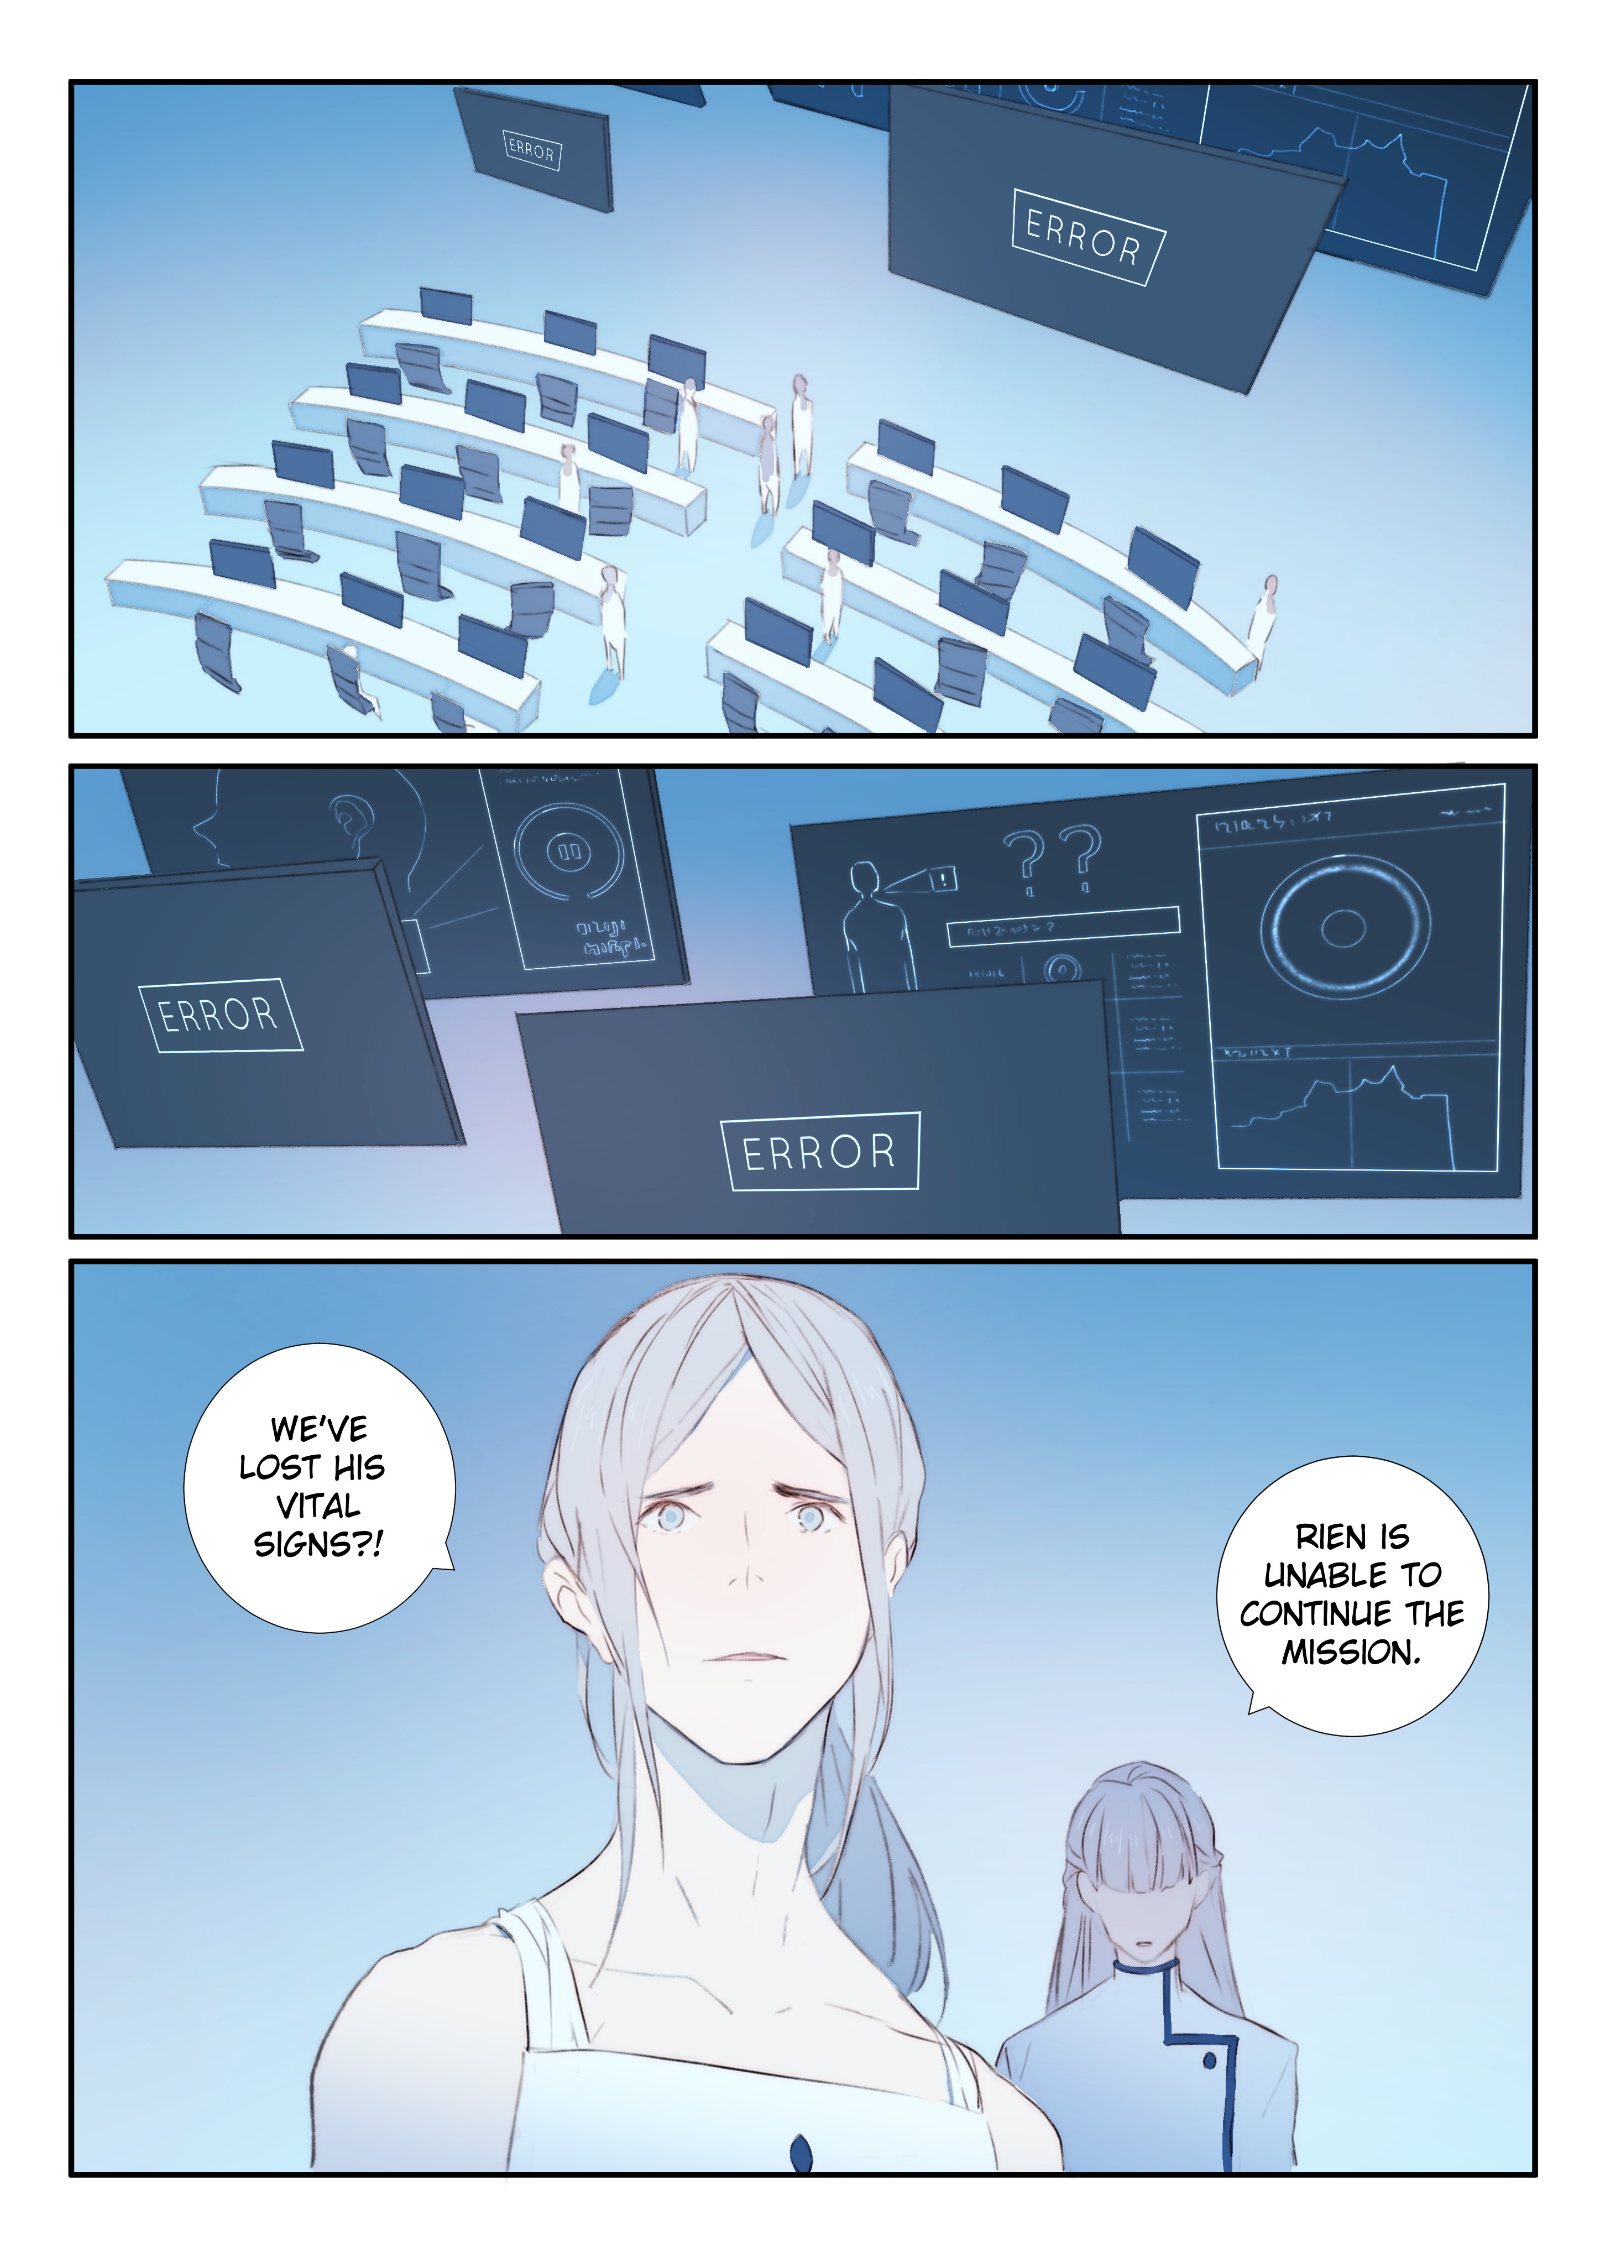 ERROR
ERROR
ERROR
ERROR
WE'VE
LOST HIS
VITAL
SIGNS?!
RIEN IS
UNABLE TO
CONTINUE THE
MISSION.